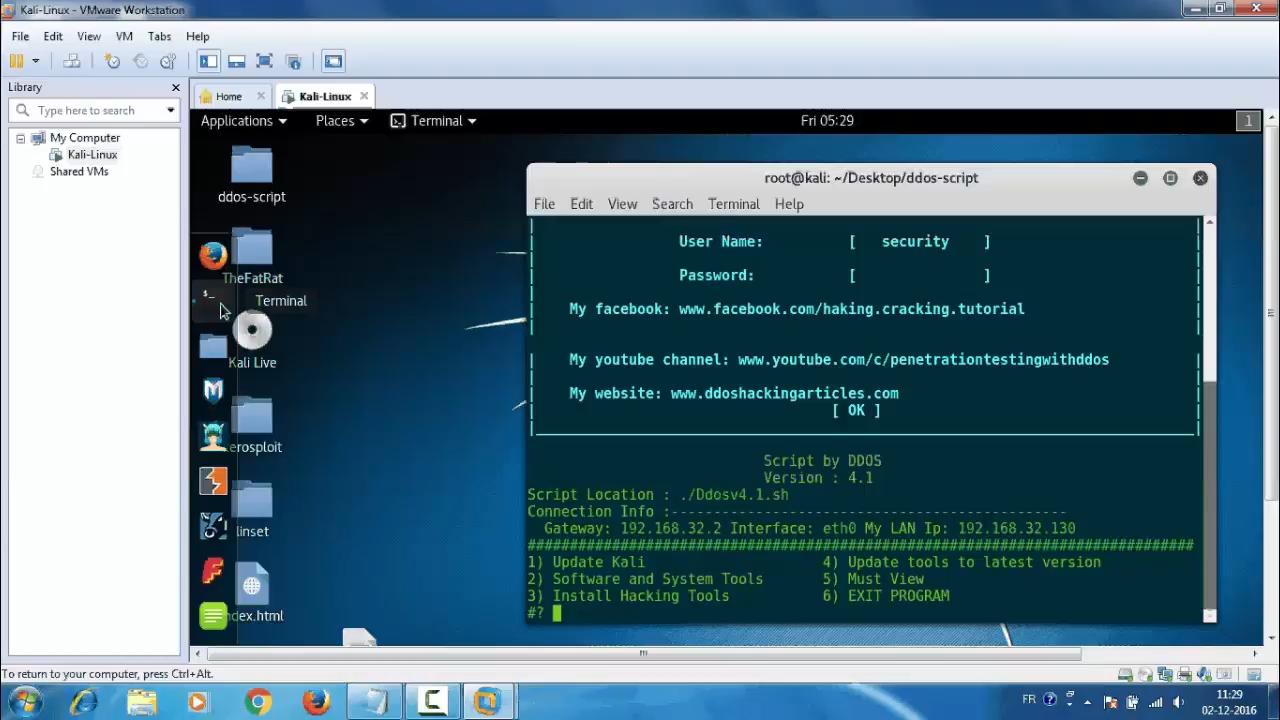 Kali-Linux - VMware Workstation
File Edit View VM Tabs Help
Library
Type here to search
My Computer
Kali-Linux
Shared VMs
Home
Kali-Linux
Applications Places Terminal Fri 05:29 1
ddos-script
TheFatRat
Terminal
Kali Live
erosploit
linset
ndex.html
root@kali: ~/Desktop/ddos-script
File Edit View Search Terminal Help
User Name: [ security ]
Password: [ ]
My facebook: www.facebook.com/haking.cracking.tutorial
My youtube channel: www.youtube.com/c/penetrationtestingwithddos
My website: www.ddoshackingarticles.com
[ OK ]
Script by DDOS
Version : 4.1
Script Location : ./Ddosv4.1.sh
Connection Info :-----------------------------------------------
Gateway: 192.168.32.2 Interface: eth0 My LAN Ip: 192.168.32.130
###############################################################################
1) Update Kali 4) Update tools to latest version
2) Software and System Tools 5) Must View
3) Install Hacking Tools 6) EXIT PROGRAM
#?
To return to your computer, press Ctrl+Alt.
FR
11:29
02-12-2016